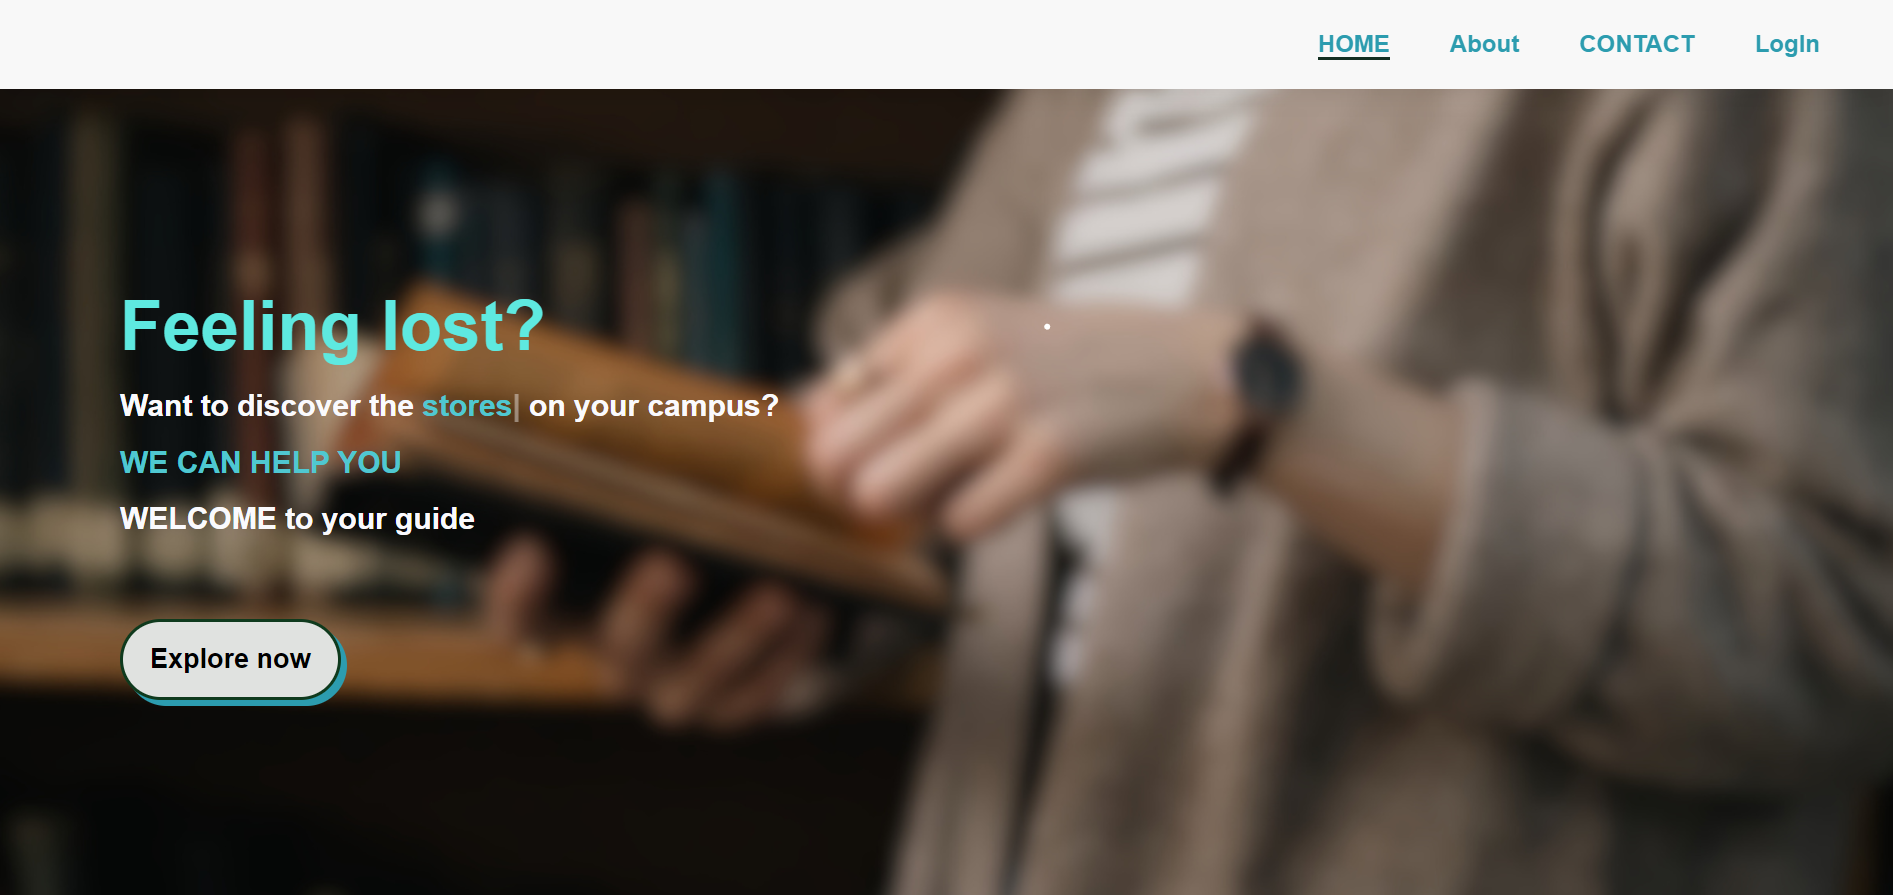 HOME About CONTACT LogIn
Feeling lost?
Want to discover the stores| on your campus?
WE CAN HELP YOU
WELCOME to your guide
Explore now